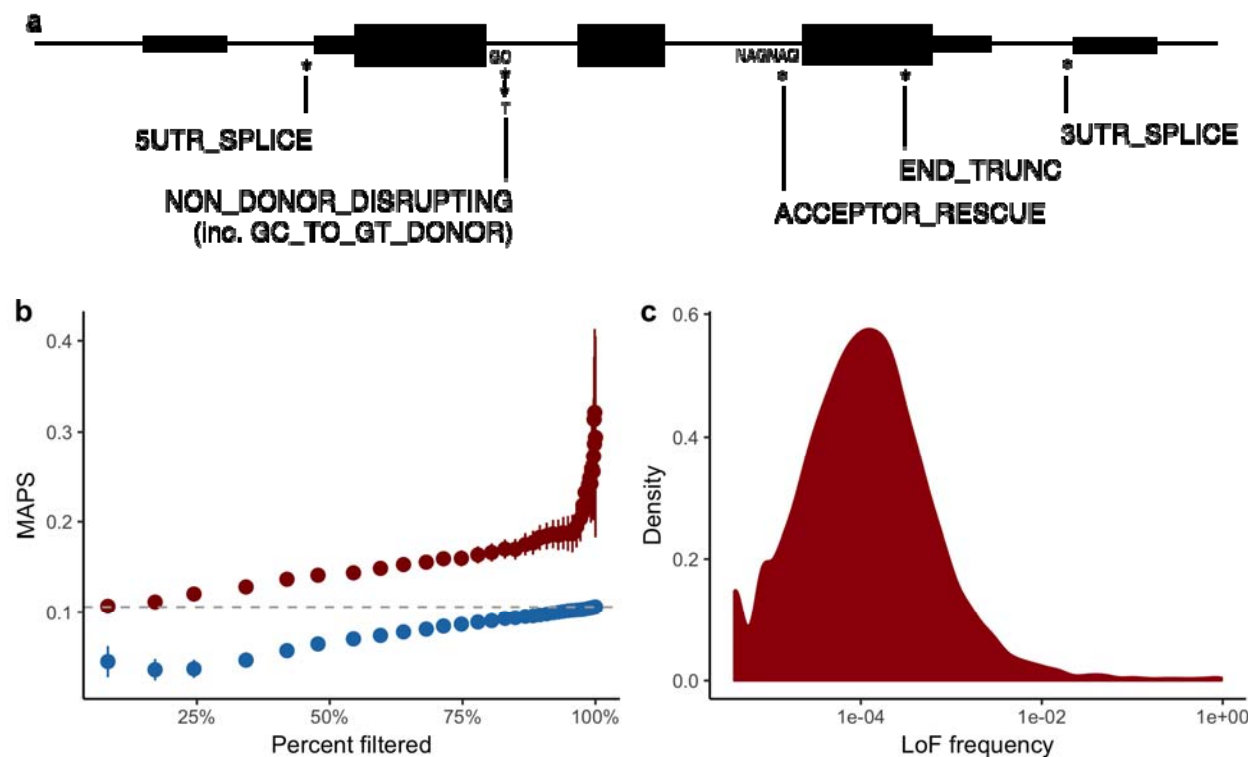 a
GC
NAGNAG
*
*
*
*
*
*
T
5UTR_SPLICE
3UTR_SPLICE
END_TRUNC
NON_DONOR_DISRUPTING
ACCEPTOR_RESCUE
(inc. GC_TO_GT_DONOR)
b
0.4
0.3
0.2
0.1
MAPS
25%
50%
75%
100%
Percent filtered
c
0.6
0.4
0.2
0.0
Density
1e-04
1e-02
1e+00
LoF frequency